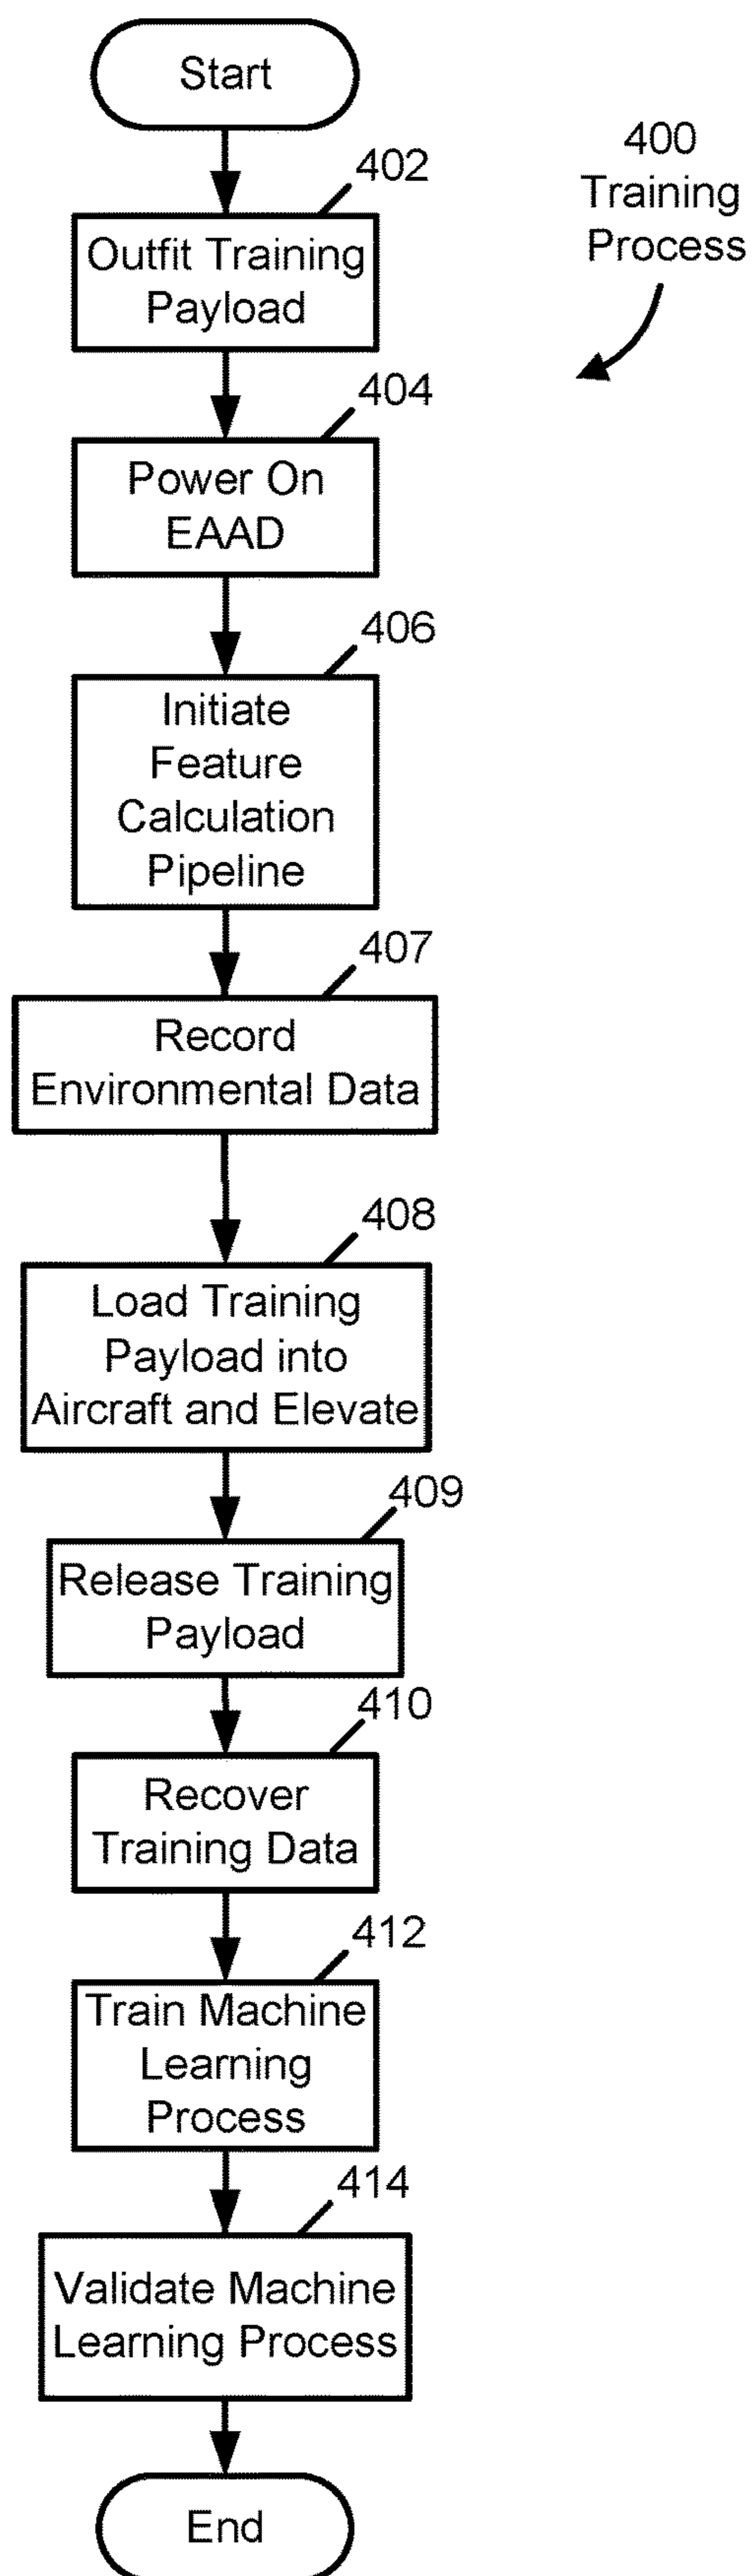 Start
400
Training
Process
402
Outfit Training
Payload
404
Power On
EAAD
406
Initiate
Feature
Calculation
Pipeline
407
Record
Environmental Data
408
Load Training
Payload into
Aircraft and Elevate
409
Release Training
Payload
410
Recover
Training Data
412
Train Machine
Learning
Process
414
Validate Machine
Learning Process
End